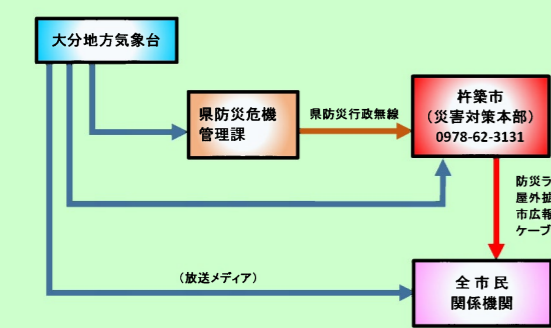 大分地方気象台
県防災危機
管理課
県防災行政無線
杵築市
（災害対策本部）
0978-62-3131
防災ラ
屋外拡
市広報
ケーブ
（放送メディア）
全 市 民
関係機関